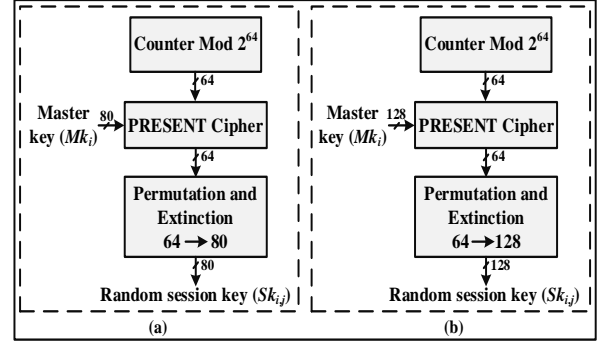 Counter Mod 2^64
64
Master
key (Mk_i)
80
PRESENT Cipher
64
Permutation and
Extinction
64 → 80
80
Random session key (Sk_i,j)
(a)
Counter Mod 2^64
64
Master
key (Mk_i)
128
PRESENT Cipher
64
Permutation and
Extinction
64 → 128
128
Random session key (Sk_i,j)
(b)